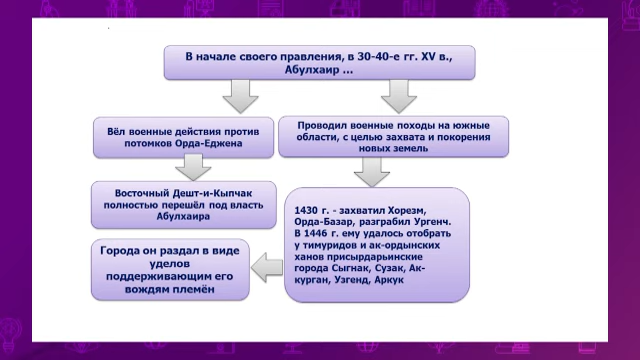 В начале своего правления, в 30-40-е гг. XV в.,
Абулхаир ...
Вёл военные действия против
потомков Орда-Еджена
Проводил военные походы на южные
области, с целью захвата и покорения
новых земель
Восточный Дешт-и-Кыпчак
полностью перешёл под власть
Абулхаира
1430 г. - захватил Хорезм,
Орда-Базар, разграбил Ургенч.
В 1446 г. ему удалось отобрать
у тимуридов и ак-ордынских
ханов присырдарьинские
города Сыгнак, Сузак, Ак-
курган, Узгенд, Аркук
Города он раздал в виде
уделов
поддерживающим его
вождям племён